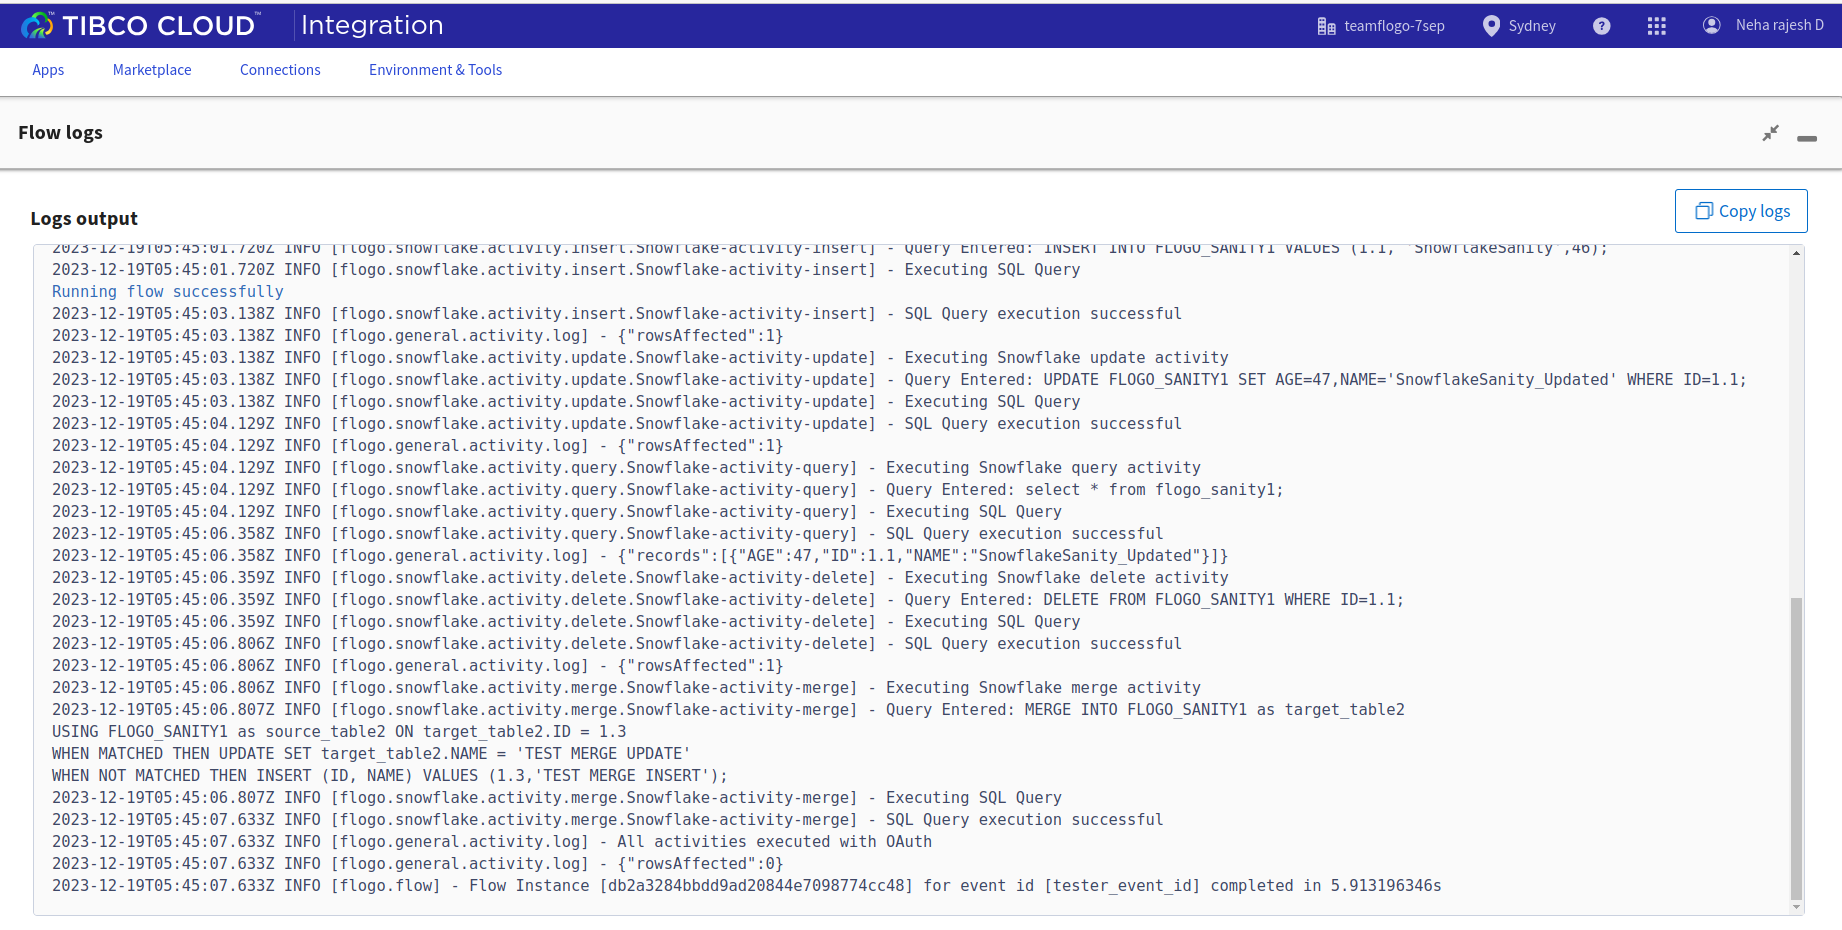 TIBCO CLOUD™ Integration
teamflogo-7sep Sydney ? Neha rajesh D
Apps Marketplace Connections Environment & Tools
Flow logs
Logs output
Copy logs
2023-12-19T05:45:01.720Z INFO [flogo.snowflake.activity.insert.Snowflake-activity-insert] - Query Entered: INSERT INTO FLOGO_SANITY1 VALUES (1.1, 'SnowflakeSanity',46);
2023-12-19T05:45:01.720Z INFO [flogo.snowflake.activity.insert.Snowflake-activity-insert] - Executing SQL Query
Running flow successfully
2023-12-19T05:45:03.138Z INFO [flogo.snowflake.activity.insert.Snowflake-activity-insert] - SQL Query execution successful
2023-12-19T05:45:03.138Z INFO [flogo.general.activity.log] - {"rowsAffected":1}
2023-12-19T05:45:03.138Z INFO [flogo.snowflake.activity.update.Snowflake-activity-update] - Executing Snowflake update activity
2023-12-19T05:45:03.138Z INFO [flogo.snowflake.activity.update.Snowflake-activity-update] - Query Entered: UPDATE FLOGO_SANITY1 SET AGE=47,NAME='SnowflakeSanity_Updated' WHERE ID=1.1;
2023-12-19T05:45:03.138Z INFO [flogo.snowflake.activity.update.Snowflake-activity-update] - Executing SQL Query
2023-12-19T05:45:04.129Z INFO [flogo.snowflake.activity.update.Snowflake-activity-update] - SQL Query execution successful
2023-12-19T05:45:04.129Z INFO [flogo.general.activity.log] - {"rowsAffected":1}
2023-12-19T05:45:04.129Z INFO [flogo.snowflake.activity.query.Snowflake-activity-query] - Executing Snowflake query activity
2023-12-19T05:45:04.129Z INFO [flogo.snowflake.activity.query.Snowflake-activity-query] - Query Entered: select * from flogo_sanity1;
2023-12-19T05:45:04.129Z INFO [flogo.snowflake.activity.query.Snowflake-activity-query] - Executing SQL Query
2023-12-19T05:45:06.358Z INFO [flogo.snowflake.activity.query.Snowflake-activity-query] - SQL Query execution successful
2023-12-19T05:45:06.358Z INFO [flogo.general.activity.log] - {"records":[{"AGE":47,"ID":1.1,"NAME":"SnowflakeSanity_Updated"}]}
2023-12-19T05:45:06.359Z INFO [flogo.snowflake.activity.delete.Snowflake-activity-delete] - Executing Snowflake delete activity
2023-12-19T05:45:06.359Z INFO [flogo.snowflake.activity.delete.Snowflake-activity-delete] - Query Entered: DELETE FROM FLOGO_SANITY1 WHERE ID=1.1;
2023-12-19T05:45:06.359Z INFO [flogo.snowflake.activity.delete.Snowflake-activity-delete] - Executing SQL Query
2023-12-19T05:45:06.806Z INFO [flogo.snowflake.activity.delete.Snowflake-activity-delete] - SQL Query execution successful
2023-12-19T05:45:06.806Z INFO [flogo.general.activity.log] - {"rowsAffected":1}
2023-12-19T05:45:06.806Z INFO [flogo.snowflake.activity.merge.Snowflake-activity-merge] - Executing Snowflake merge activity
2023-12-19T05:45:06.807Z INFO [flogo.snowflake.activity.merge.Snowflake-activity-merge] - Query Entered: MERGE INTO FLOGO_SANITY1 as target_table2
USING FLOGO_SANITY1 as source_table2 ON target_table2.ID = 1.3
WHEN MATCHED THEN UPDATE SET target_table2.NAME = 'TEST MERGE UPDATE'
WHEN NOT MATCHED THEN INSERT (ID, NAME) VALUES (1.3,'TEST MERGE INSERT');
2023-12-19T05:45:06.807Z INFO [flogo.snowflake.activity.merge.Snowflake-activity-merge] - Executing SQL Query
2023-12-19T05:45:07.633Z INFO [flogo.snowflake.activity.merge.Snowflake-activity-merge] - SQL Query execution successful
2023-12-19T05:45:07.633Z INFO [flogo.general.activity.log] - All activities executed with OAuth
2023-12-19T05:45:07.633Z INFO [flogo.general.activity.log] - {"rowsAffected":0}
2023-12-19T05:45:07.633Z INFO [flogo.flow] - Flow Instance [db2a3284bbdd9ad20844e7098774cc48] for event id [tester_event_id] completed in 5.913196346s